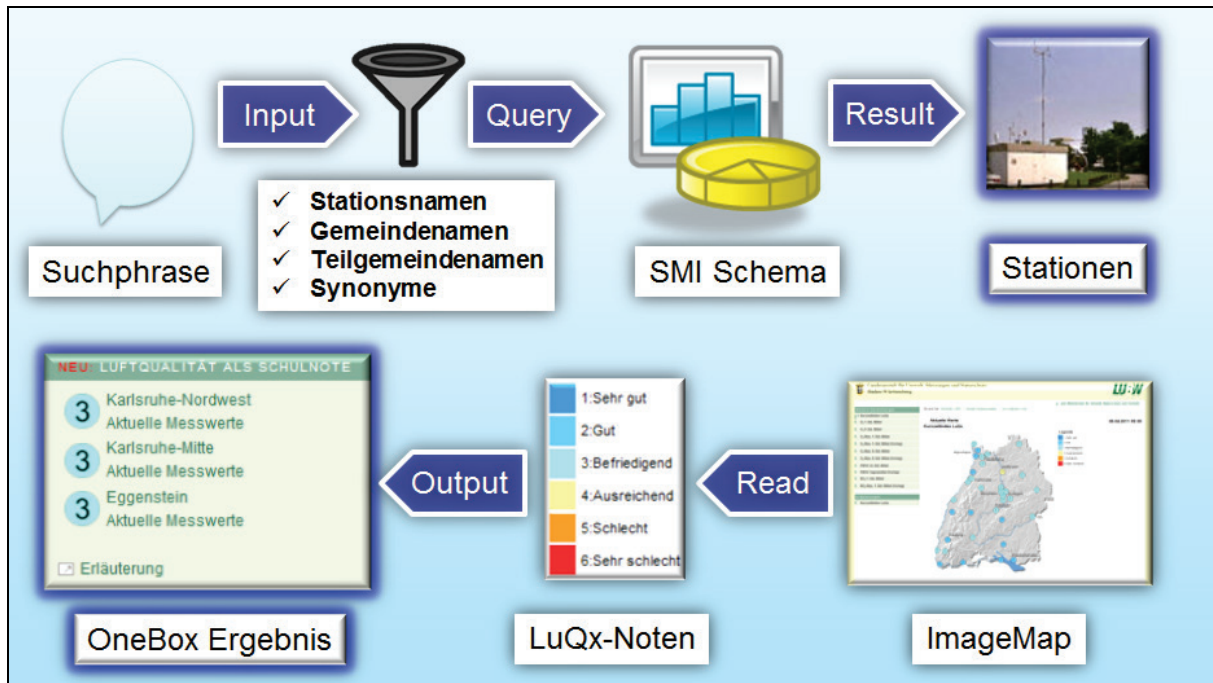 Input
Query
Result
✓ Stationsnamen
✓ Gemeindenamen
✓ Teilgemeindenamen
✓ Synonyme
Suchphrase
SMI Schema
Stationen
NEU: LUFTQUALITÄT ALS SCHULNOTE
3 Karlsruhe-Nordwest
Aktuelle Messwerte
3 Karlsruhe-Mitte
Aktuelle Messwerte
3 Eggenstein
Aktuelle Messwerte
Erläuterung
Output
1:Sehr gut
2:Gut
3:Befriedigend
4:Ausreichend
5:Schlecht
6:Sehr schlecht
Read
LU:W
OneBox Ergebnis
LuQx-Noten
ImageMap